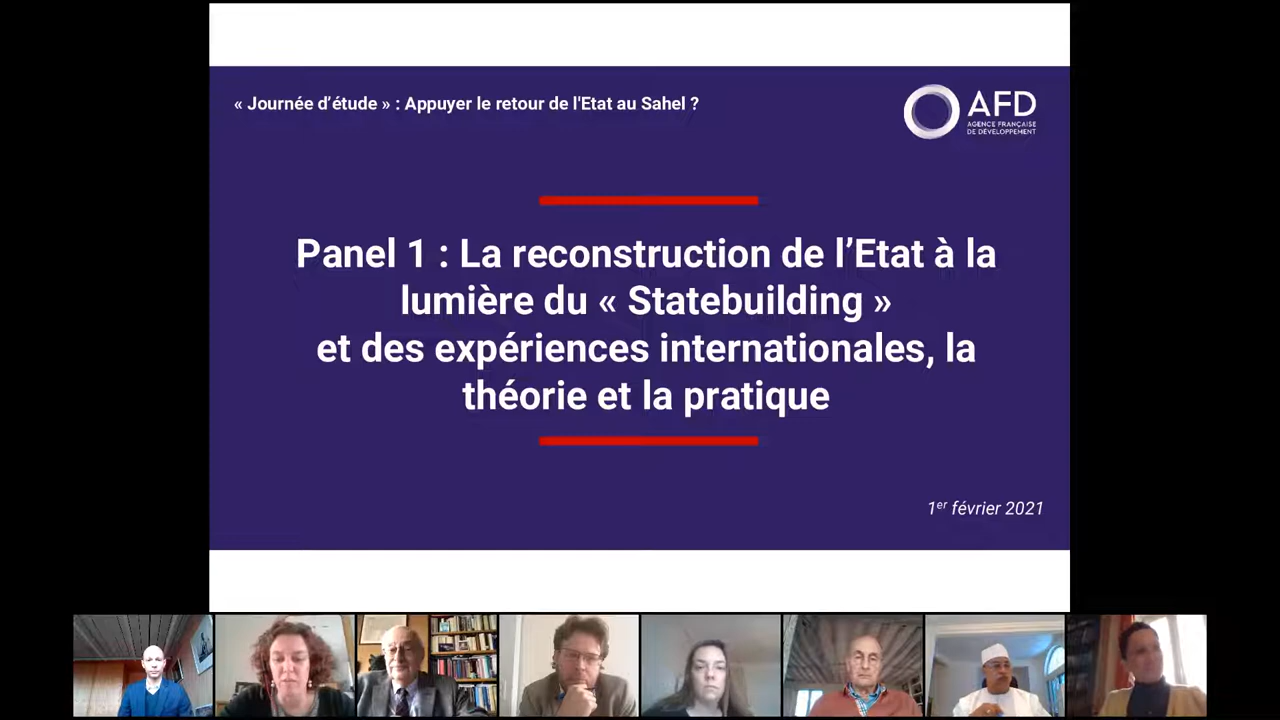 « Journée d’étude » : Appuyer le retour de l'Etat au Sahel ?
AFD
AGENCE FRANÇAISE
DE DÉVELOPPEMENT
Panel 1 : La reconstruction de l’Etat à la
lumière du « Statebuilding »
et des expériences internationales, la
théorie et la pratique
1er février 2021